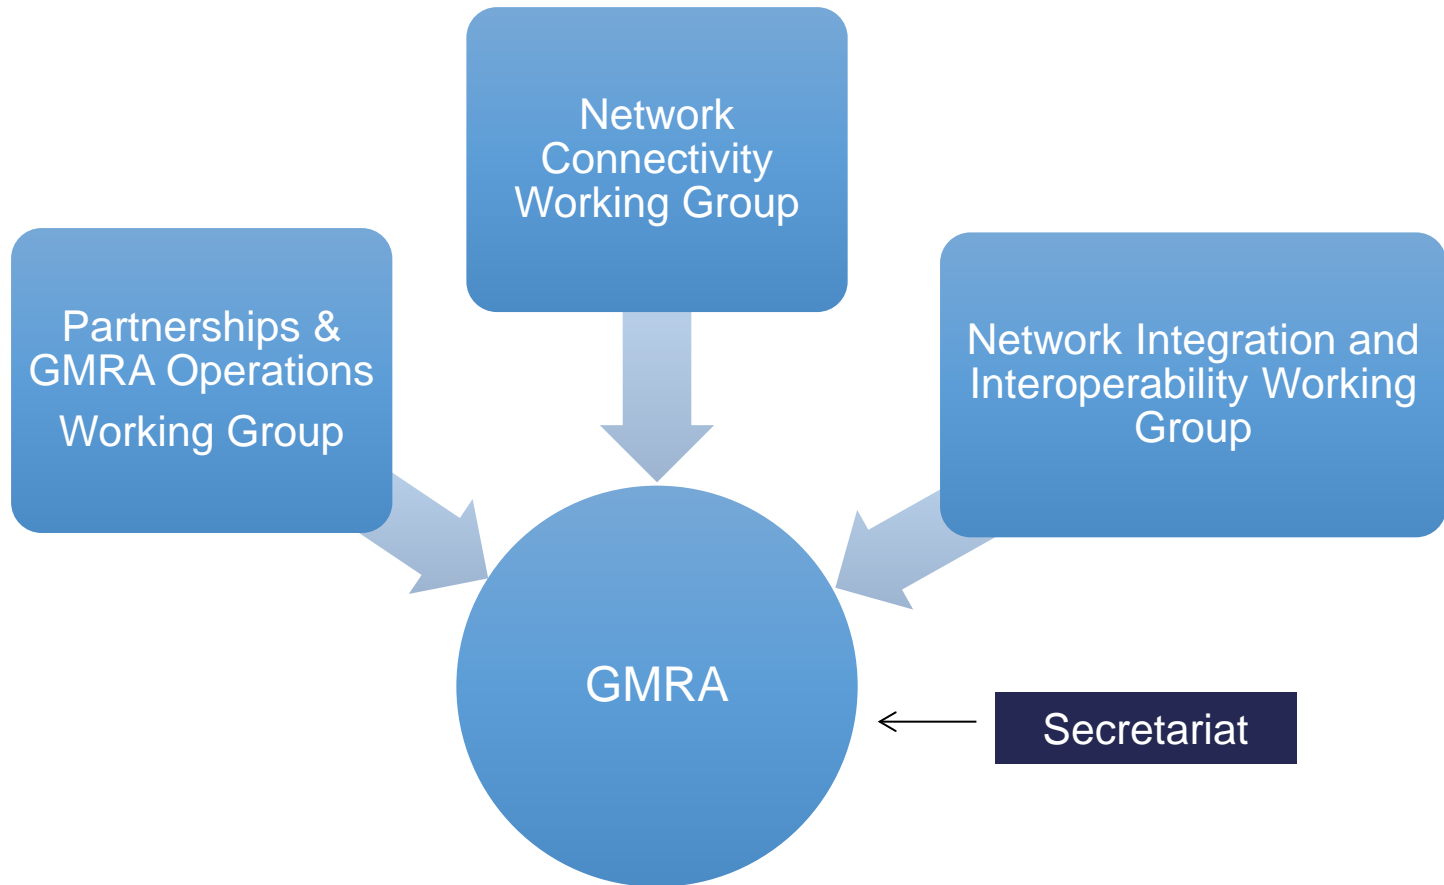 Network
Connectivity
Working Group
Partnerships &
GMRA Operations
Working Group
Network Integration and
Interoperability Working
Group
GMRA
Secretariat